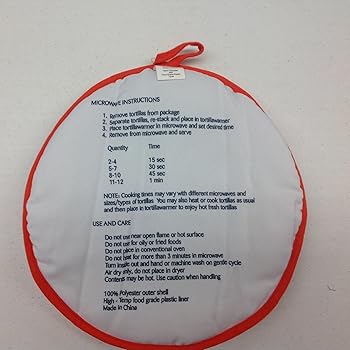 MICROWAVE INSTRUCTIONS
1. Remove tortillas from package
2. Separate tortillas, re-stack and place in tortillawarmer
3. Place tortillawarmer in microwave and set desired time
4. Remove from microwave and serve
Quantity Time
2-4 15 sec
5-7 30 sec
8-10 45 sec
11-12 1 min
NOTE: Cooking times may vary with different microwaves and
sizes/types of tortillas. You may also heat or cook tortillas as usual
and then place in tortillawarmer to enjoy hot fresh tortillas
USE AND CARE
Do not use near open flame or hot surface
Do not use for oily or fried foods
Do not place in conventional oven
Do not heat for more than 3 minutes in microwave
Turn inside out and hand or machine wash on gentle cycle
Air dry only, do not place in dryer
Contents may be hot. Use caution when handling
100% Polyester outer shell
High - Temp food grade plastic liner
Made in China